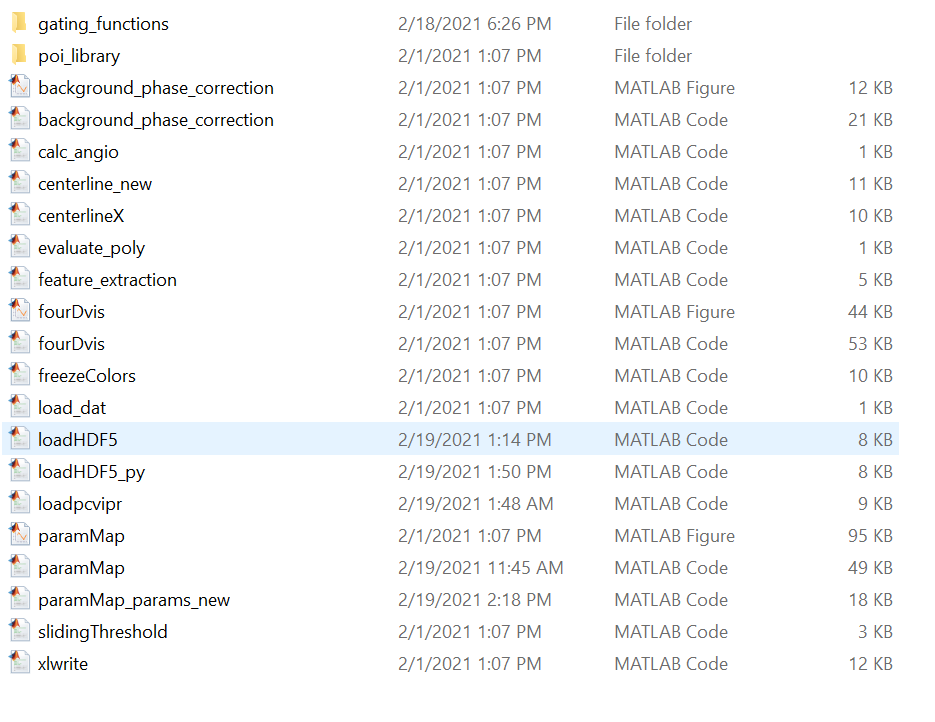 gating_functions 2/18/2021 6:26 PM File folder
poi_library 2/1/2021 1:07 PM File folder
background_phase_correction 2/1/2021 1:07 PM MATLAB Figure 12 KB
background_phase_correction 2/1/2021 1:07 PM MATLAB Code 21 KB
calc_angio 2/1/2021 1:07 PM MATLAB Code 1 KB
centerline_new 2/1/2021 1:07 PM MATLAB Code 11 KB
centerlineX 2/1/2021 1:07 PM MATLAB Code 10 KB
evaluate_poly 2/1/2021 1:07 PM MATLAB Code 1 KB
feature_extraction 2/1/2021 1:07 PM MATLAB Code 5 KB
fourDvis 2/1/2021 1:07 PM MATLAB Figure 44 KB
fourDvis 2/1/2021 1:07 PM MATLAB Code 53 KB
freezeColors 2/1/2021 1:07 PM MATLAB Code 10 KB
load_dat 2/1/2021 1:07 PM MATLAB Code 1 KB
loadHDF5 2/19/2021 1:14 PM MATLAB Code 8 KB
loadHDF5_py 2/19/2021 1:50 PM MATLAB Code 8 KB
loadpcvipr 2/19/2021 1:48 AM MATLAB Code 9 KB
paramMap 2/1/2021 1:07 PM MATLAB Figure 95 KB
paramMap 2/19/2021 11:45 AM MATLAB Code 49 KB
paramMap_params_new 2/19/2021 2:18 PM MATLAB Code 18 KB
slidingThreshold 2/1/2021 1:07 PM MATLAB Code 3 KB
xlwrite 2/1/2021 1:07 PM MATLAB Code 12 KB